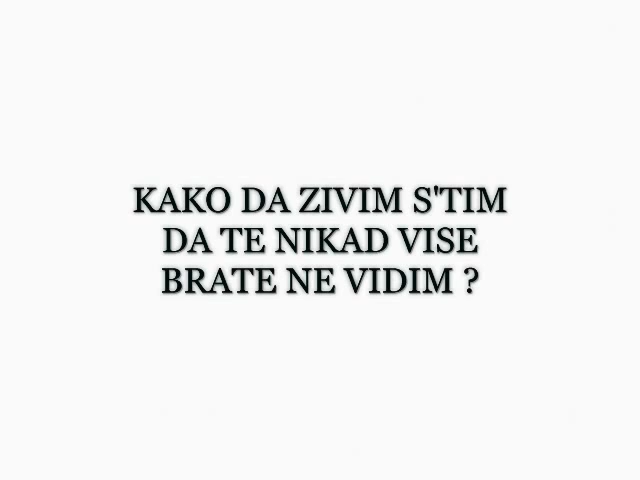 KAKO DA ZIVIM S'TIM
DA TE NIKAD VISE
BRATE NE VIDIM ?